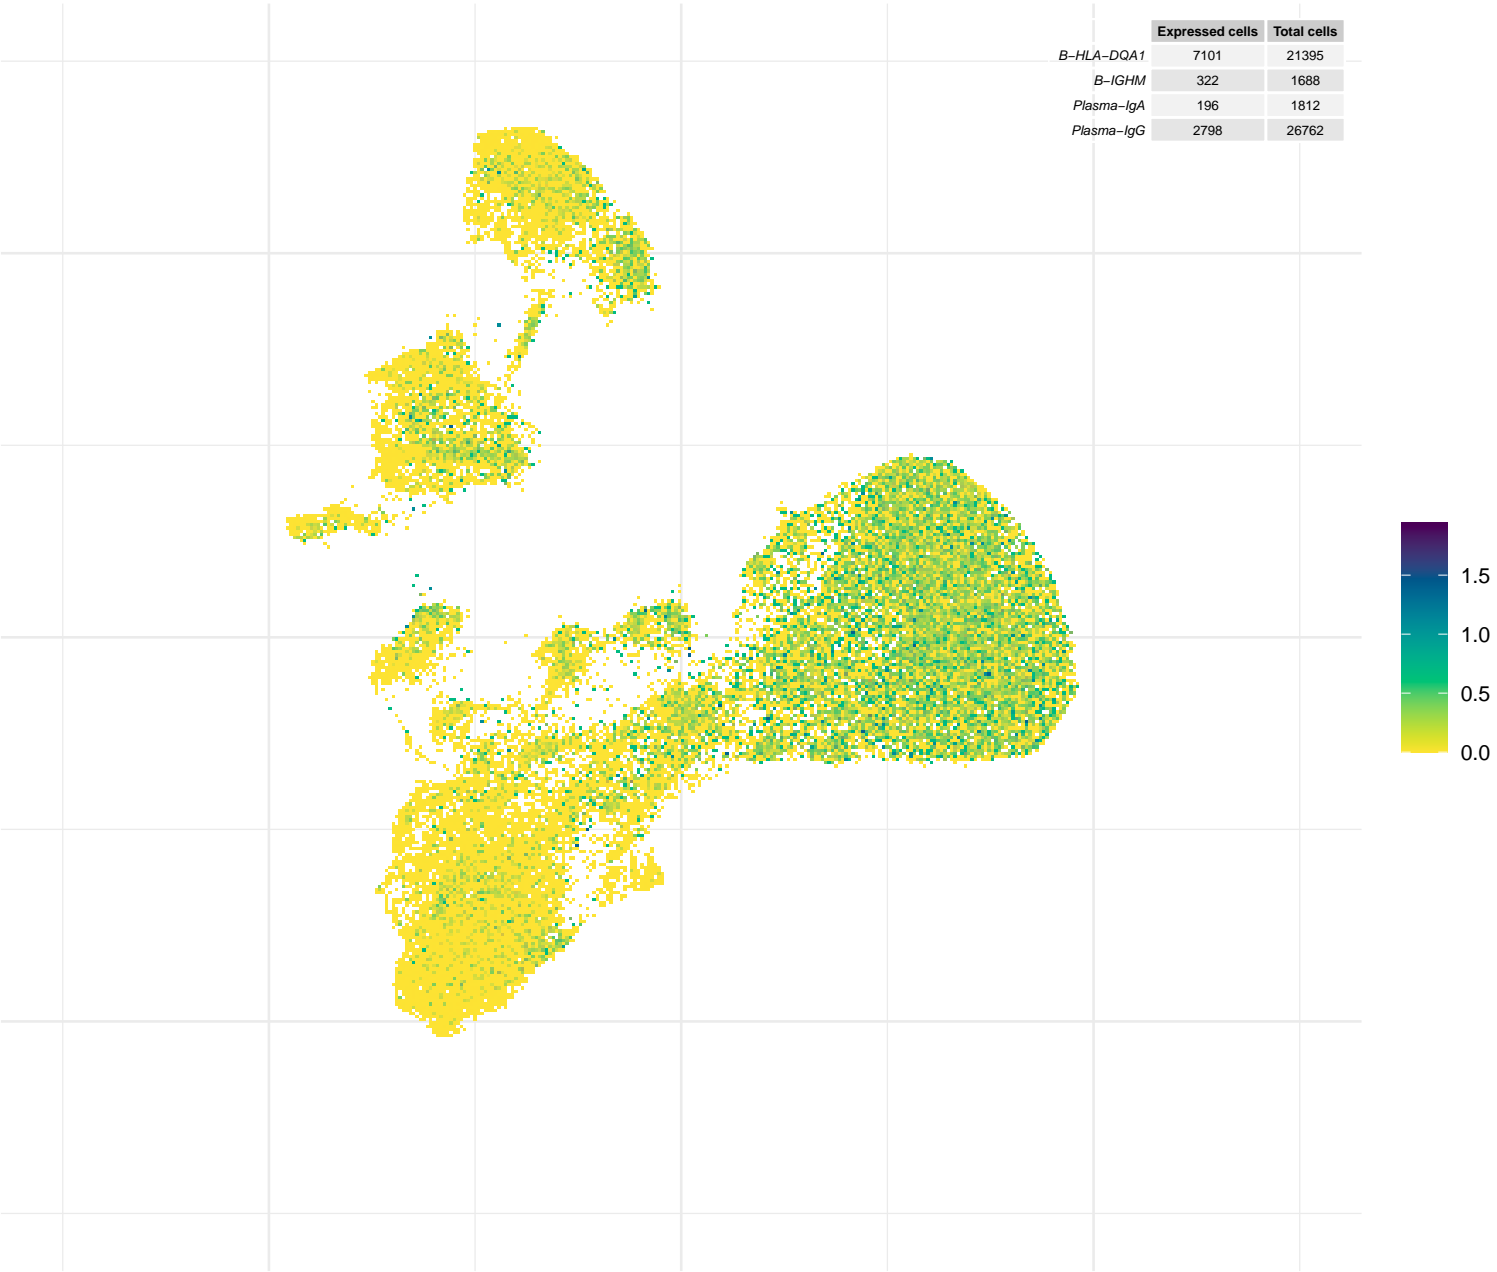 Expressed cells Total cells
B−HLA−DQA1 7101 21395
B−IGHM 322 1688
Plasma−IgA 196 1812
Plasma−IgG 2798 26762
1.5
1.0
0.5
0.0